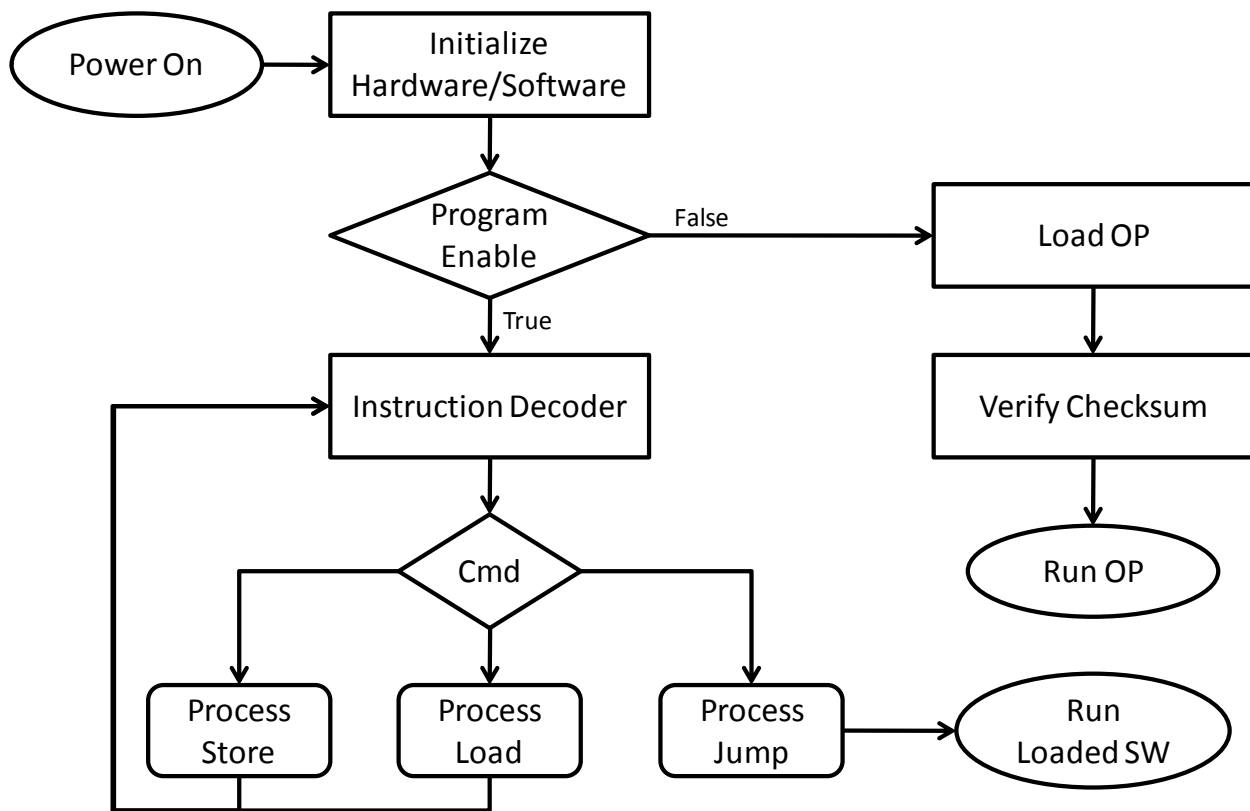 Power On
Initialize
Hardware/Software
Program
Enable
False
Load OP
True
Instruction Decoder
Verify Checksum
Cmd
Run OP
Process
Store
Process
Load
Process
Jump
Run
Loaded SW